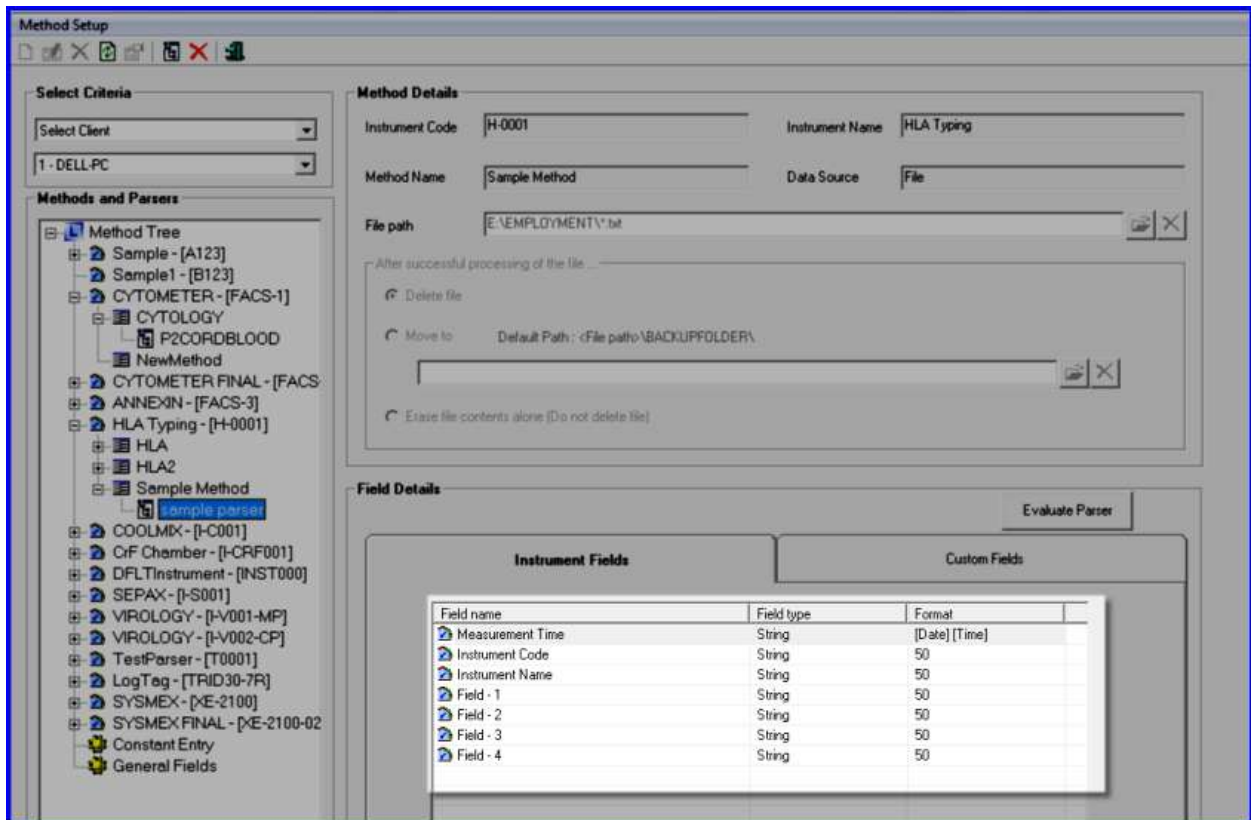 Method Setup
Select Criteria
Select Client
1 - DELL-PC
Methods and Parsers
Method Tree
Sample - [A123]
Sample1 - [B123]
CYTOMETER - [FACS-1]
CYTOLOGY
P2CORDBLOOD
NewMethod
CYTOMETER FINAL - [FACS-
ANNEXIN - [FACS-3]
HLA Typing - [H-0001]
HLA
HLA2
Sample Method
sample parser
COOLMIX - [I-C001]
CrF Chamber - [I-CRF001]
DFLTInstrument - [INST000]
SEPAX - [I-S001]
VIROLOGY - [I-V001-MP]
VIROLOGY - [I-V002-CP]
TestParser - [T0001]
LogTag - [TRID30-7R]
SYSMEX - [XE-2100]
SYSMEX FINAL - [XE-2100-02
Constant Entry
General Fields
Method Details
Instrument Code H-0001 Instrument Name HLA Typing
Method Name Sample Method Data Source File
File path E:\EMPLOYMENT\*.txt
After successful processing of the file ...
Delete file
Move to Default Path : <File path>\BACKUPFOLDER\
Erase file contents alone (Do not delete file)
Field Details
Evaluate Parser
Instrument Fields Custom Fields
Field name Field type Format
Measurement Time String [Date] [Time]
Instrument Code String 50
Instrument Name String 50
Field - 1 String 50
Field - 2 String 50
Field - 3 String 50
Field - 4 String 50